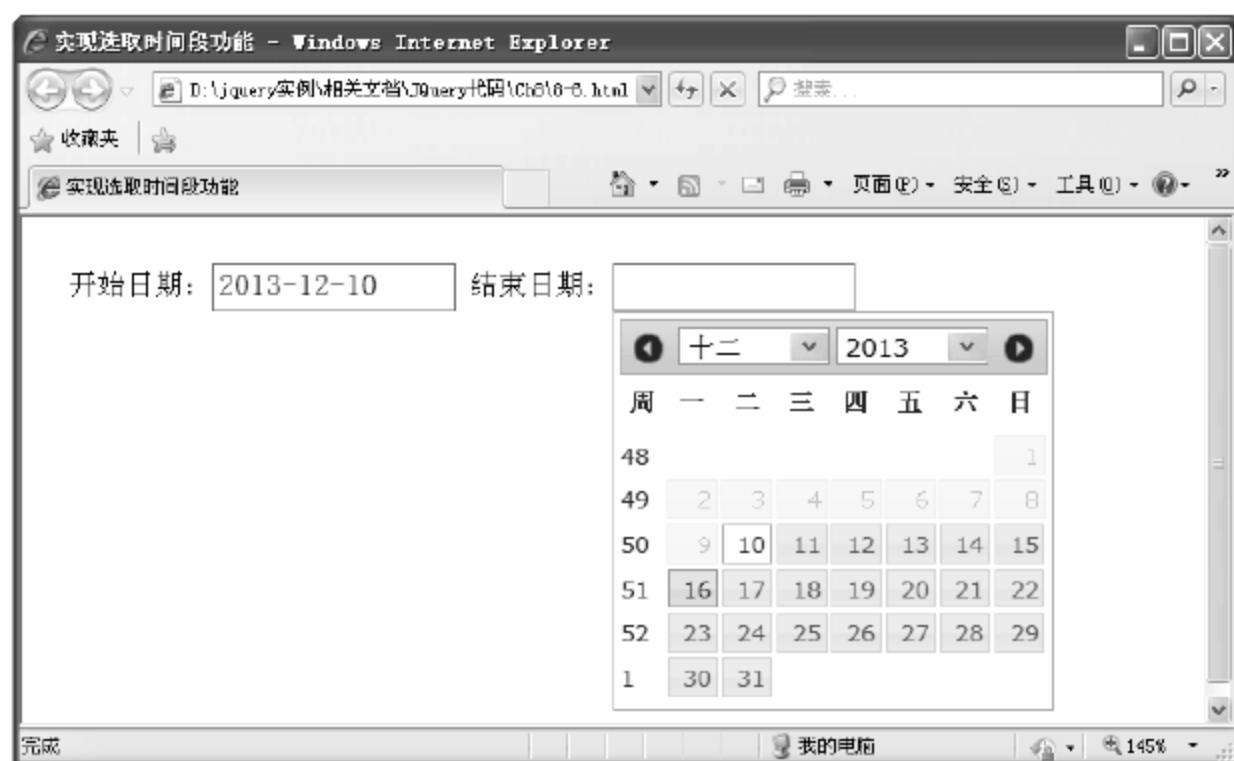 实现选取时间段功能 - Windows Internet Explorer
D:\jquery实例\相关文档\JQuery代码\Ch6\6-6.html
搜索...
收藏夹
实现选取时间段功能
页面(P) 安全(S) 工具(O) »
开始日期: 2013-12-10 结束日期:
十二 2013
周 一 二 三 四 五 六 日
48 1
49 2 3 4 5 6 7 8
50 9 10 11 12 13 14 15
51 16 17 18 19 20 21 22
52 23 24 25 26 27 28 29
1 30 31
完成 我的电脑 145%